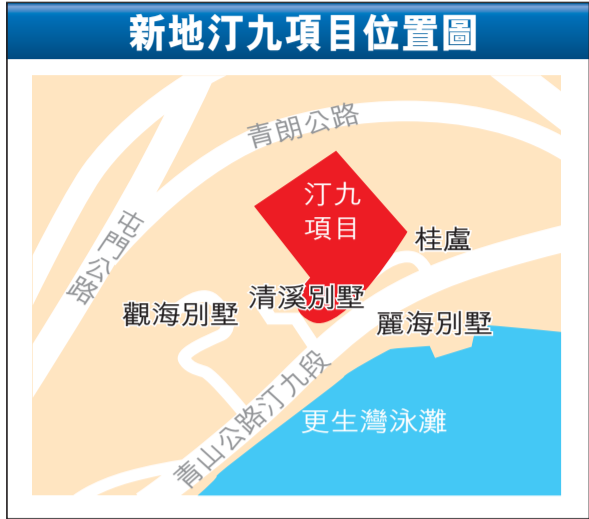 新地汀九項目位置圖
青朗公路
汀九
項目
屯門公路
桂盧
清溪別墅
觀海別墅
麗海別墅
青山公路汀九段
更生灣泳灘